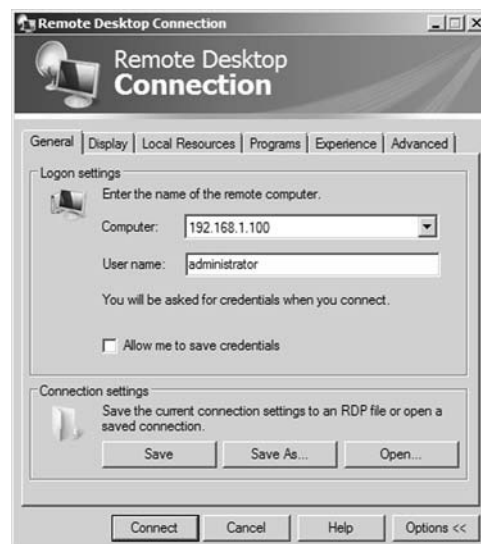 Remote Desktop Connection
Remote Desktop
Connection
General Display Local Resources Programs Experience Advanced
Logon settings
Enter the name of the remote computer.
Computer: 192.168.1.100
User name: administrator
You will be asked for credentials when you connect.
Allow me to save credentials
Connection settings
Save the current connection settings to an RDP file or open a
saved connection.
Save Save As... Open...
Connect Cancel Help Options <<